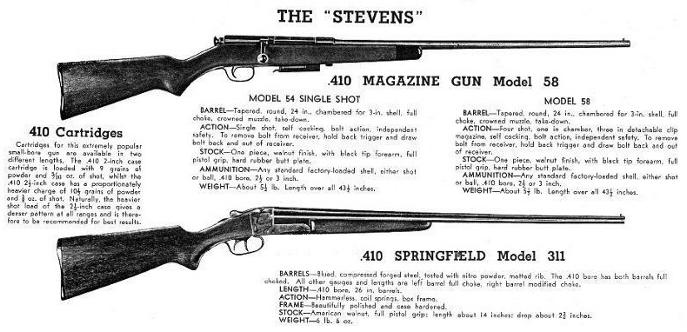 THE "STEVENS"
.410 MAGAZINE GUN Model 58
MODEL 54 SINGLE SHOT
BARREL—Tapered, round, 24 in., chambered for 3-in. shell, full
choke, crowned muzzle, take-down.
ACTION—Single shot, self cocking, bolt action, independent
safety. To remove bolt from receiver, hold back trigger and draw
bolt back and out of receiver.
STOCK—One piece, walnut finish, with black tip forearm, full
pistol grip, hard rubber butt plate.
AMMUNITION—Any standard factory-loaded shell, either shot
or ball, .410 bore, 2½ or 3 inch.
WEIGHT—About 5½ lb. Length over all 43½ inches.
MODEL 58
BARREL—Tapered, round, 24 in., chambered for 3-in. shell, full
choke, crowned muzzle, take-down.
ACTION—Four shot, one in chamber, three in detachable clip
magazine, self cocking, bolt action, independent safety. To remove
bolt from receiver, hold back trigger and draw bolt back and out
of receiver.
STOCK—One piece, walnut finish, with black tip forearm, full
pistol grip, hard rubber butt plate.
AMMUNITION—Any standard factory-loaded shell, either shot
or ball, .410 bore, 2½ or 3 inch.
WEIGHT—About 5½ lb. Length over all 43½ inches.
410 Cartridges
Cartridges for this extremely popular
small-bore gun are available in two
different lengths. The .410 2-inch case
cartridge is loaded with 9 grains of
powder and of shot, whilst the
.410 2½-inch case has a proportionately
heavier charge of grains of powder
and oz. of shot. Naturally, the heavier
shot load of the 2½-inch case gives a
denser pattern at all ranges and is there-
fore to be recommended for best results.
.410 SPRINGFIELD Model 311
BARRELS—Blued, compressed forged steel, tested with nitro powder, matted rib. The .410 bore has both barrels full
choked. All other gauges and lengths are left barrel full choke, right barrel modified choke.
LENGTH—.410 bore, 26 in. barrels.
ACTION—Hammerless, coil springs, box frame.
FRAME—Beautifully polished and case hardened.
STOCK—American walnut, full pistol grip; length about 14 inches; drop about inches.
WEIGHT—6 lb. 6 oz.